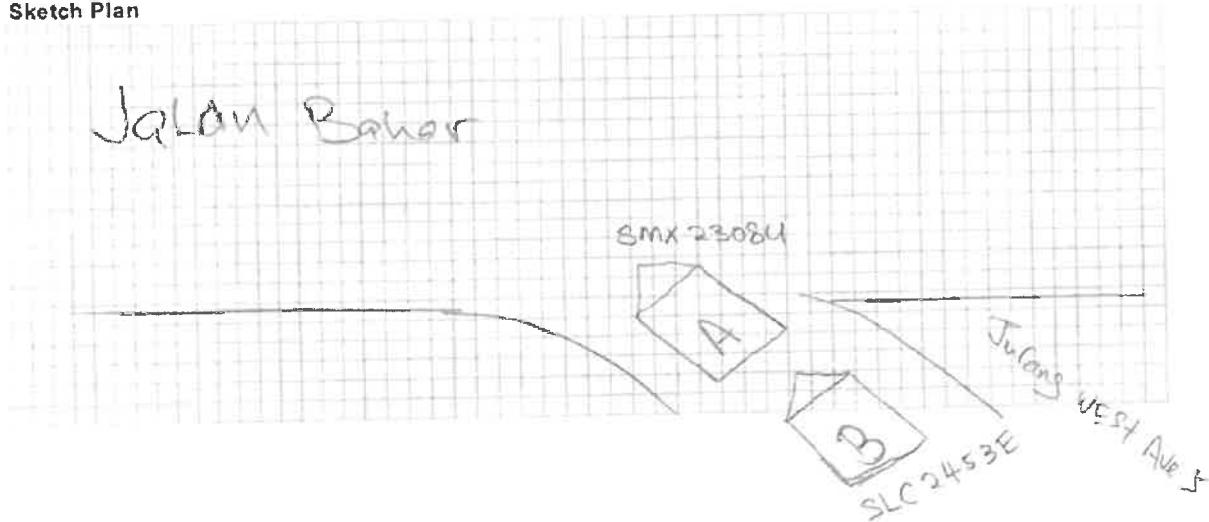 Sketch Plan
JaLAn Bahar
SMX 2308U
A
B
SLC 2453E
Jurong WESt Ave 5